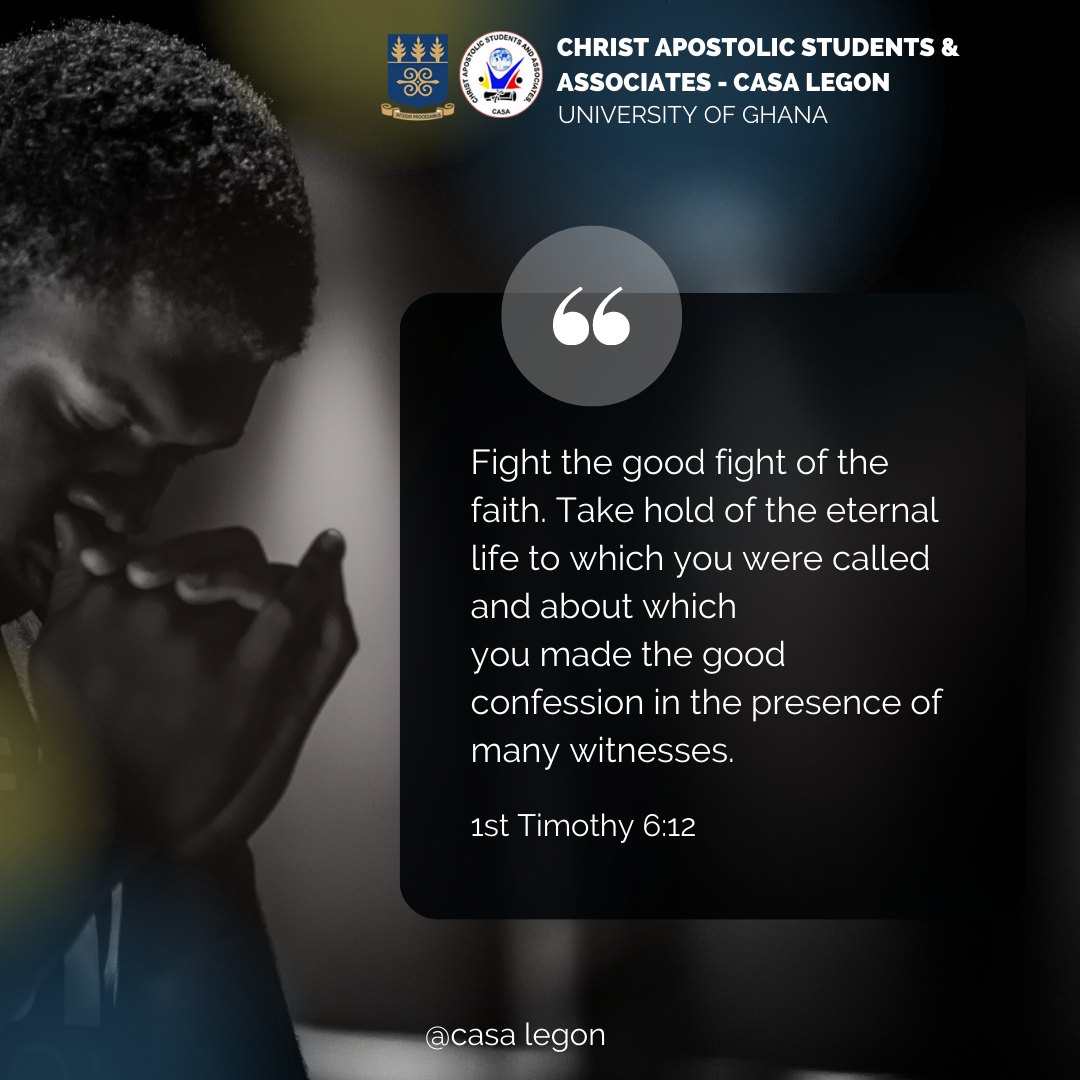 CHRIST APOSTOLIC STUDENTS &
ASSOCIATES - CASA LEGON
UNIVERSITY OF GHANA
INTEGRI PROCEDAMUS
CHRIST APOSTOLIC STUDENTS AND ASSOCIATES
CASA
“
Fight the good fight of the
faith. Take hold of the eternal
life to which you were called
and about which
you made the good
confession in the presence of
many witnesses.
1st Timothy 6:12
@casa legon